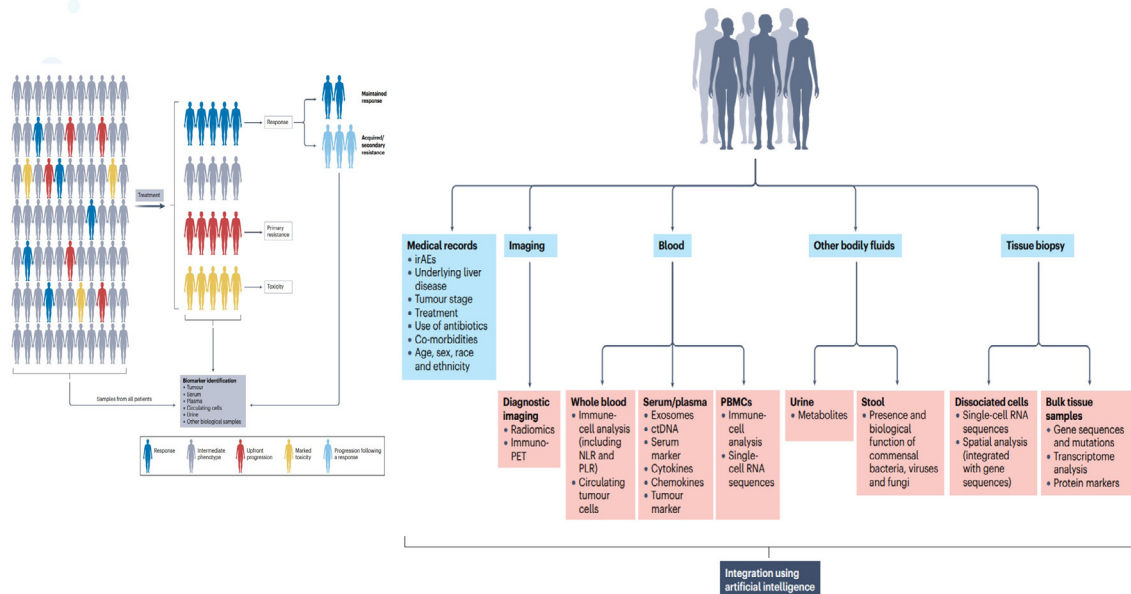 Maintained
response
Response
Acquired/
secondary
resistance
Treatment
Primary
resistance
Toxicity
Biomarker identification
• Tumour
• Serum
• Plasma
• Circulating cells
• Urine
• Other biological samples
Samples from all patients
Response
Intermediate
phenotype
Upfront
progression
Marked
toxicity
Progression following
a response
Medical records
• irAEs
• Underlying liver
disease
• Tumour stage
• Treatment
• Use of antibiotics
• Co-morbidities
• Age, sex, race
and ethnicity
Imaging
Blood
Other bodily fluids
Tissue biopsy
Diagnostic
imaging
• Radiomics
• Immuno-
PET
Whole blood
• Immune-
cell analysis
(including
NLR and
PLR)
• Circulating
tumour
cells
Serum/plasma
• Exosomes
• ctDNA
• Serum
marker
• Cytokines
• Chemokines
• Tumour
marker
PBMCs
• Immune-
cell
analysis
• Single-
cell RNA
sequences
Urine
• Metabolites
Stool
• Presence and
biological
function of
commensal
bacteria, viruses
and fungi
Dissociated cells
• Single-cell RNA
sequences
• Spatial analysis
(integrated
with gene
sequences)
Bulk tissue
samples
• Gene sequences
and mutations
• Transcriptome
analysis
• Protein markers
Integration using
artificial intelligence